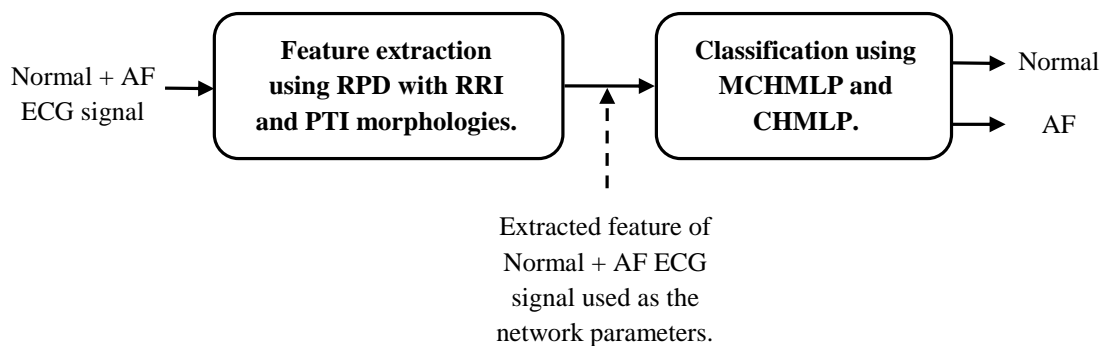 Normal + AF
ECG signal
Feature extraction
using RPD with RRI
and PTI morphologies.
Classification using
MCHMLP and
CHMLP.
Normal
AF
Extracted feature of
Normal + AF ECG
signal used as the
network parameters.